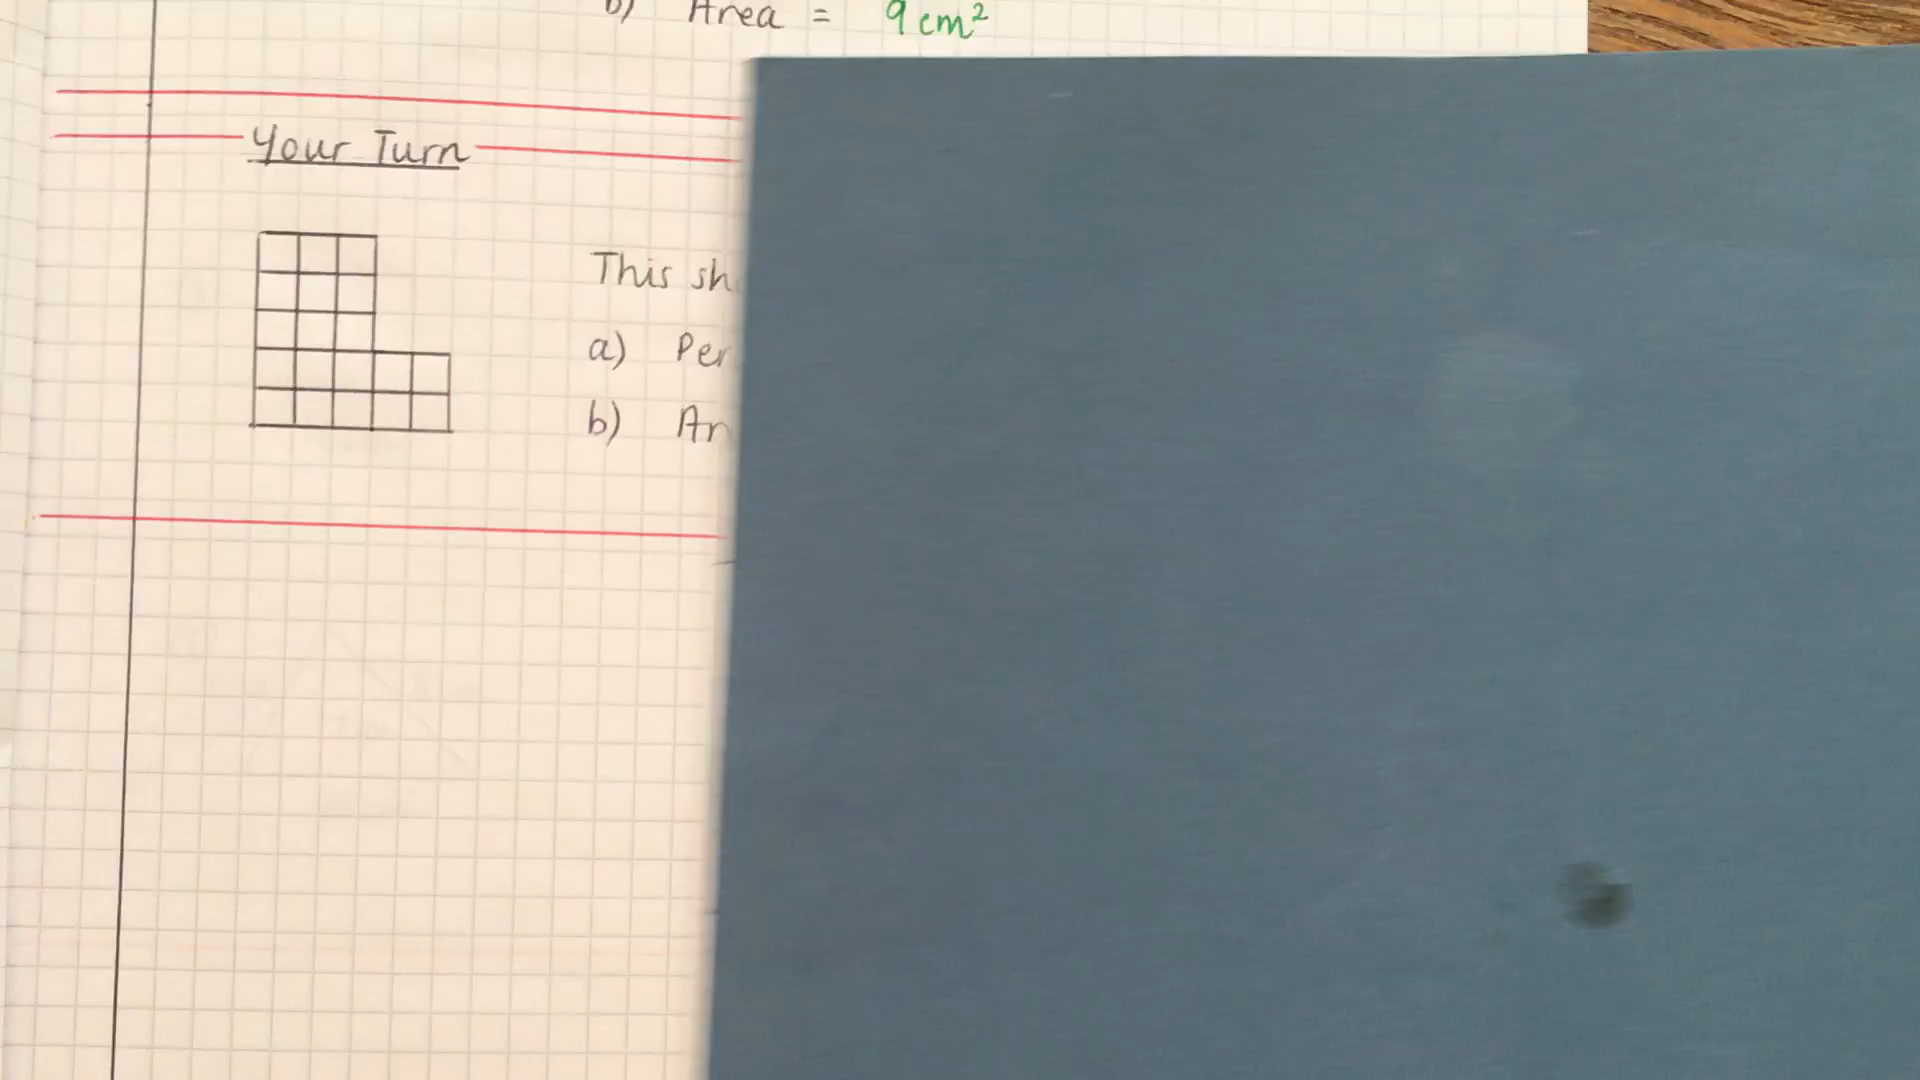 b) Area = 9cm²
Your Turn
This sh
a) Per
b) Ar